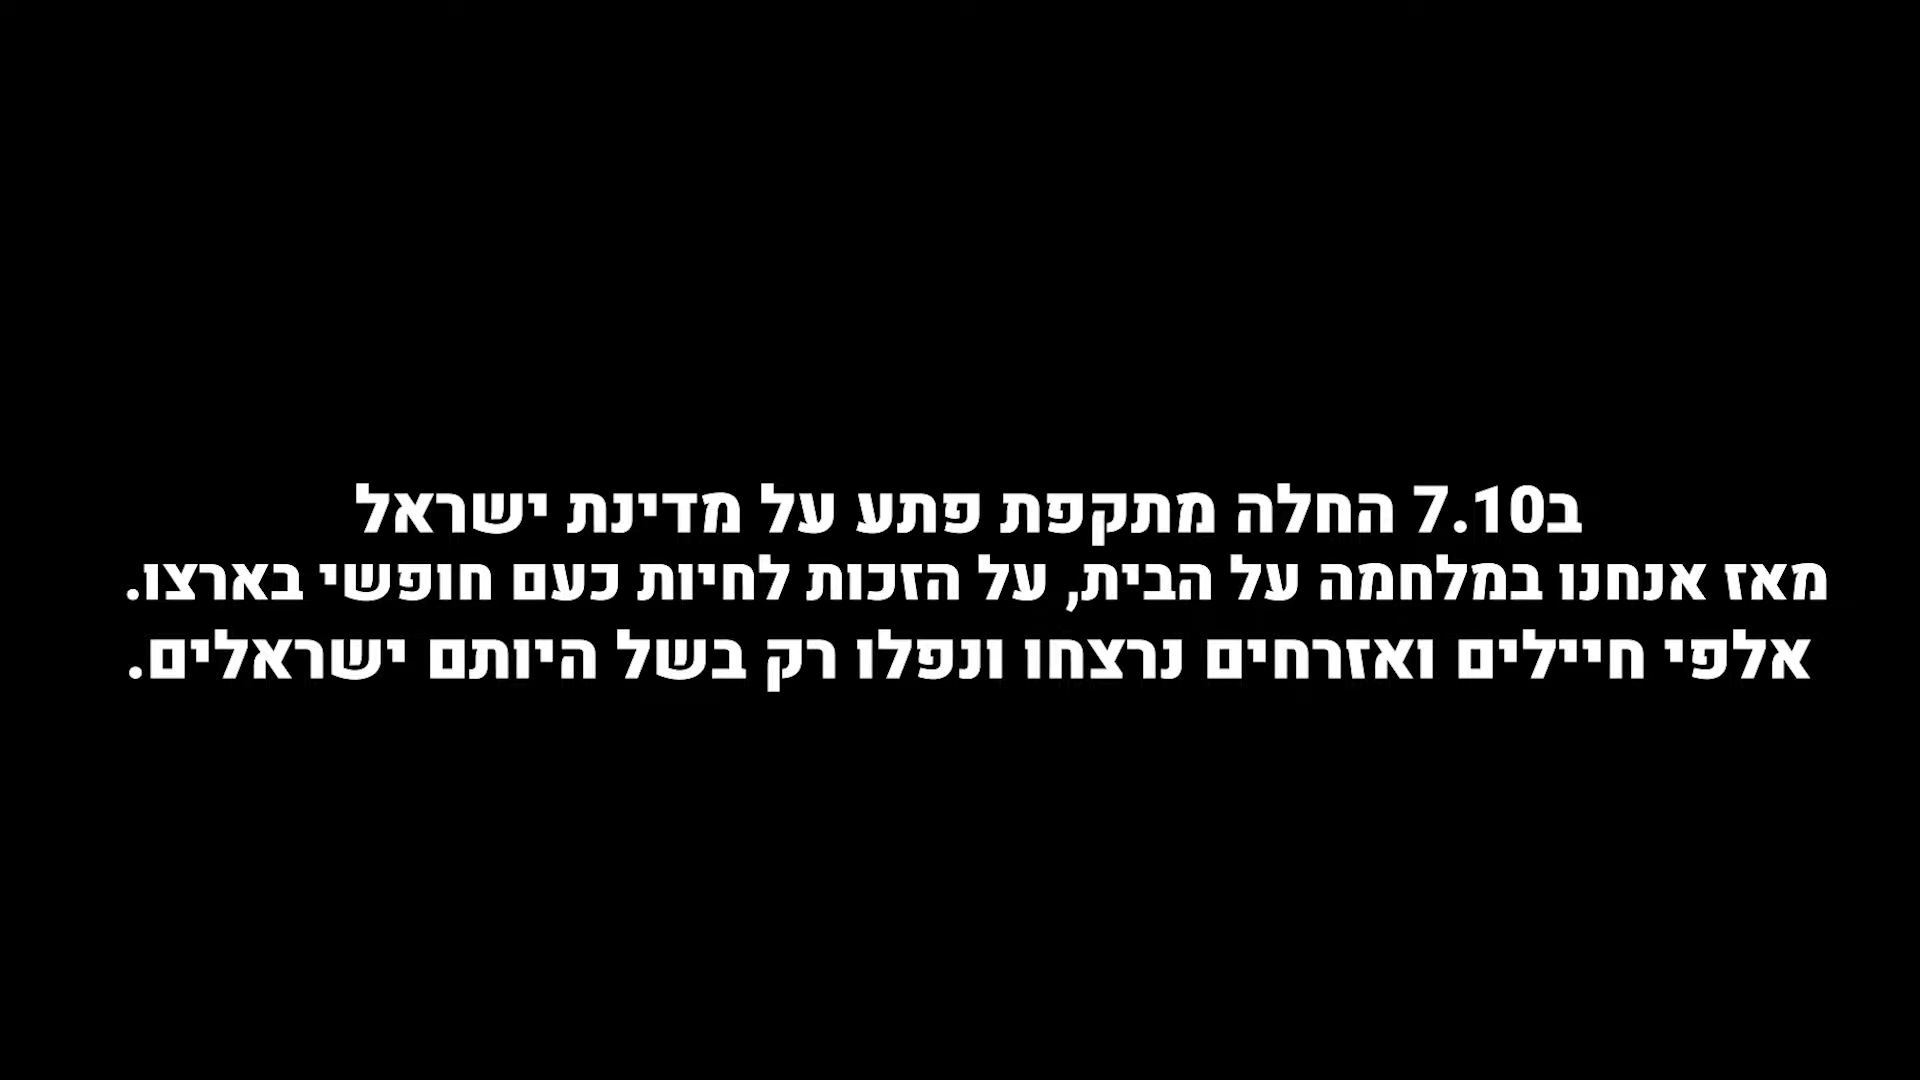 ב7.10 החלה מתקפת פתע על מדינת ישראל
מאז אנחנו במלחמה על הבית, על הזכות לחיות כעם חופשי בארצו.
אלפי חיילים ואזרחים נרצחו ונפלו רק בשל היותם ישראלים.